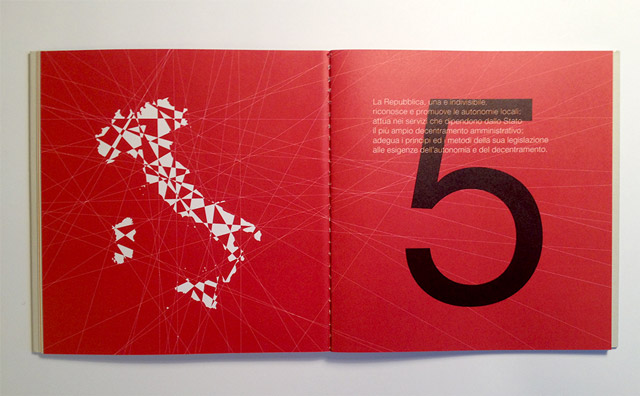 La Repubblica, una e indivisibile,
riconosce e promuove le autonomie locali;
attua nei servizi che dipendono dallo Stato
il più ampio decentramento amministrativo;
adegua i principi ed i metodi della sua legislazione
alle esigenze dell'autonomia e del decentramento.
5